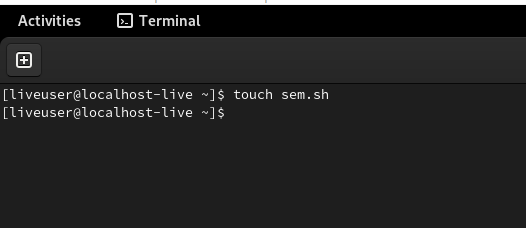 Activities
Terminal
[liveuser@localhost-live ~]$ touch sem.sh
[liveuser@localhost-live ~]$